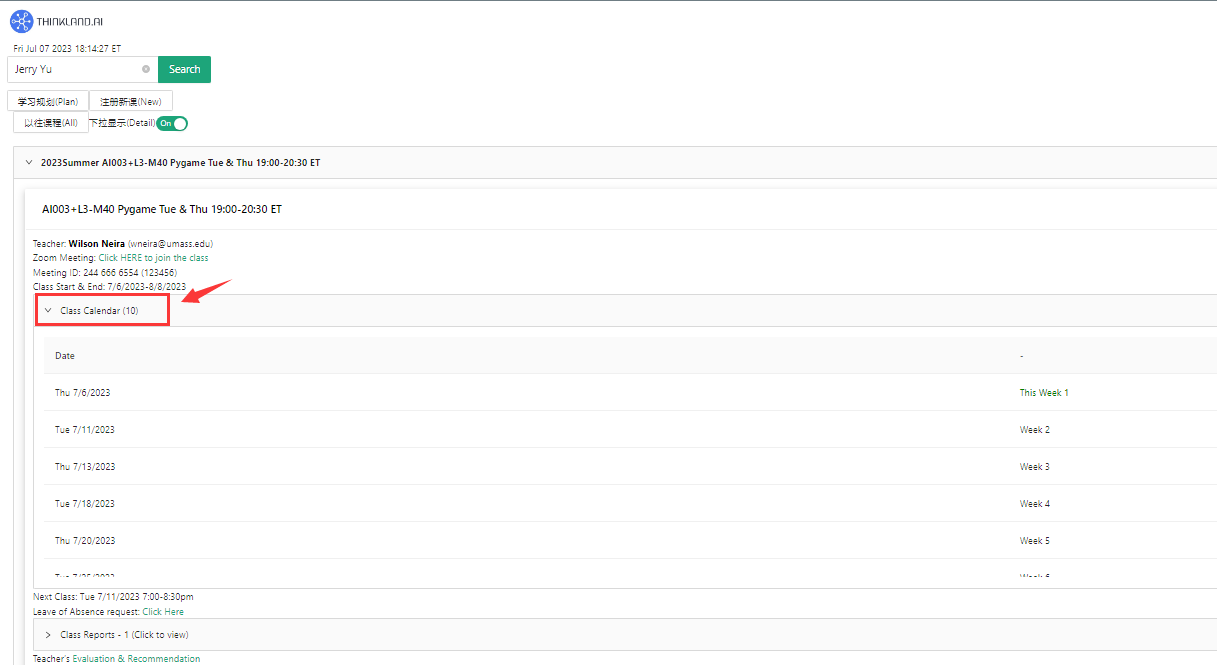 THINKLAND.AI
Fri Jul 07 2023 18:14:27 ET
Jerry Yu
Search
学习规划(Plan) 注册新课(New)
以往课程(All) 下拉显示(Detail) On
2023Summer AI003+L3-M40 Pygame Tue & Thu 19:00-20:30 ET
AI003+L3-M40 Pygame Tue & Thu 19:00-20:30 ET
Teacher: Wilson Neira (wneira@umass.edu)
Zoom Meeting: Click HERE to join the class
Meeting ID: 244 666 6554 (123456)
Class Start & End: 7/6/2023-8/8/2023
Class Calendar (10)
Date -
Thu 7/6/2023 This Week 1
Tue 7/11/2023 Week 2
Thu 7/13/2023 Week 3
Tue 7/18/2023 Week 4
Thu 7/20/2023 Week 5
Tue 7/25/2023 Week 6
Next Class: Tue 7/11/2023 7:00-8:30pm
Leave of Absence request: Click Here
Class Reports - 1 (Click to view)
Teacher's Evaluation & Recommendation